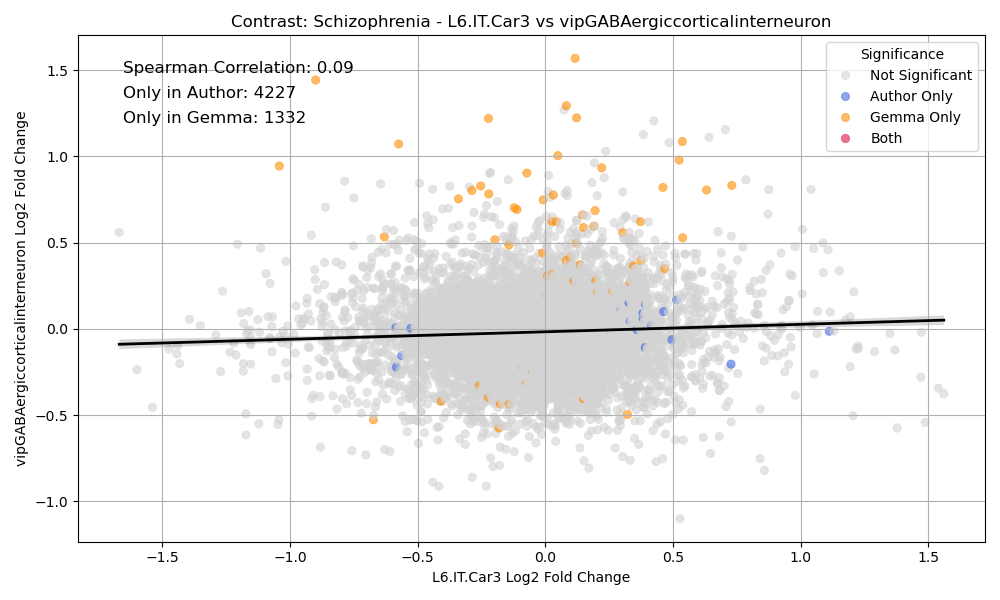 Contrast: Schizophrenia - L6.IT.Car3 vs vipGABAergiccorticalinterneuron
Spearman Correlation: 0.09
Only in Author: 4227
Only in Gemma: 1332
Significance
Not Significant
Author Only
Gemma Only
Both
vipGABAergiccorticalinterneuron Log2 Fold Change
1.5
1.0
0.5
0.0
−0.5
−1.0
−1.5 −1.0 −0.5 0.0 0.5 1.0 1.5
L6.IT.Car3 Log2 Fold Change